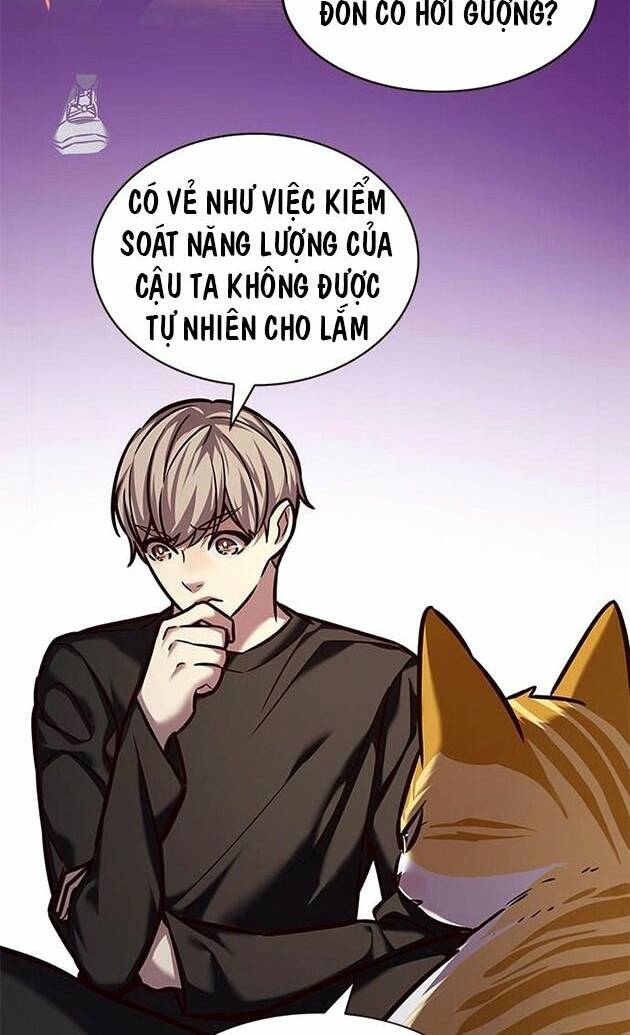 ĐÓN CÓ HƠI GƯỢNG?
CÓ VẺ NHƯ VIỆC KIỂM
SOÁT NĂNG LƯỢNG CỦA
CẬU TA KHÔNG ĐƯỢC
TỰ NHIÊN CHO LẮM